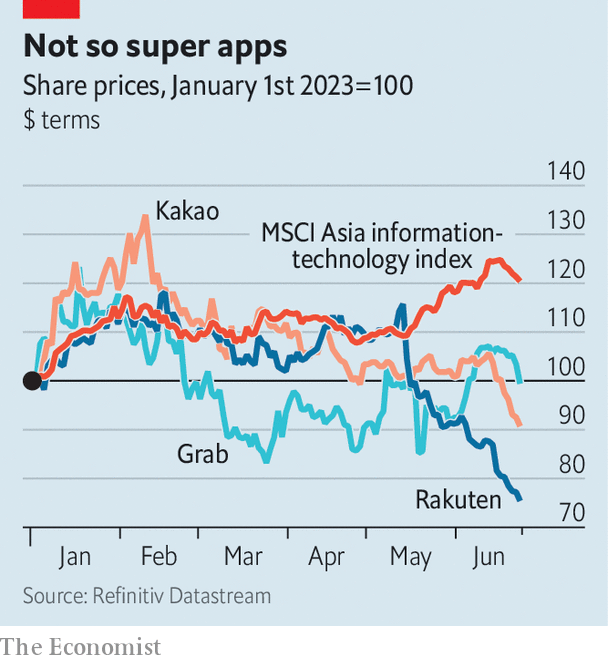 Not so super apps
Share prices, January 1st 2023=100
$ terms
140
Kakao
130
MSCI Asia information-
technology index
120
110
100
90
Grab
80
Rakuten
70
Jan Feb Mar Apr May Jun
Source: Refinitiv Datastream
The Economist